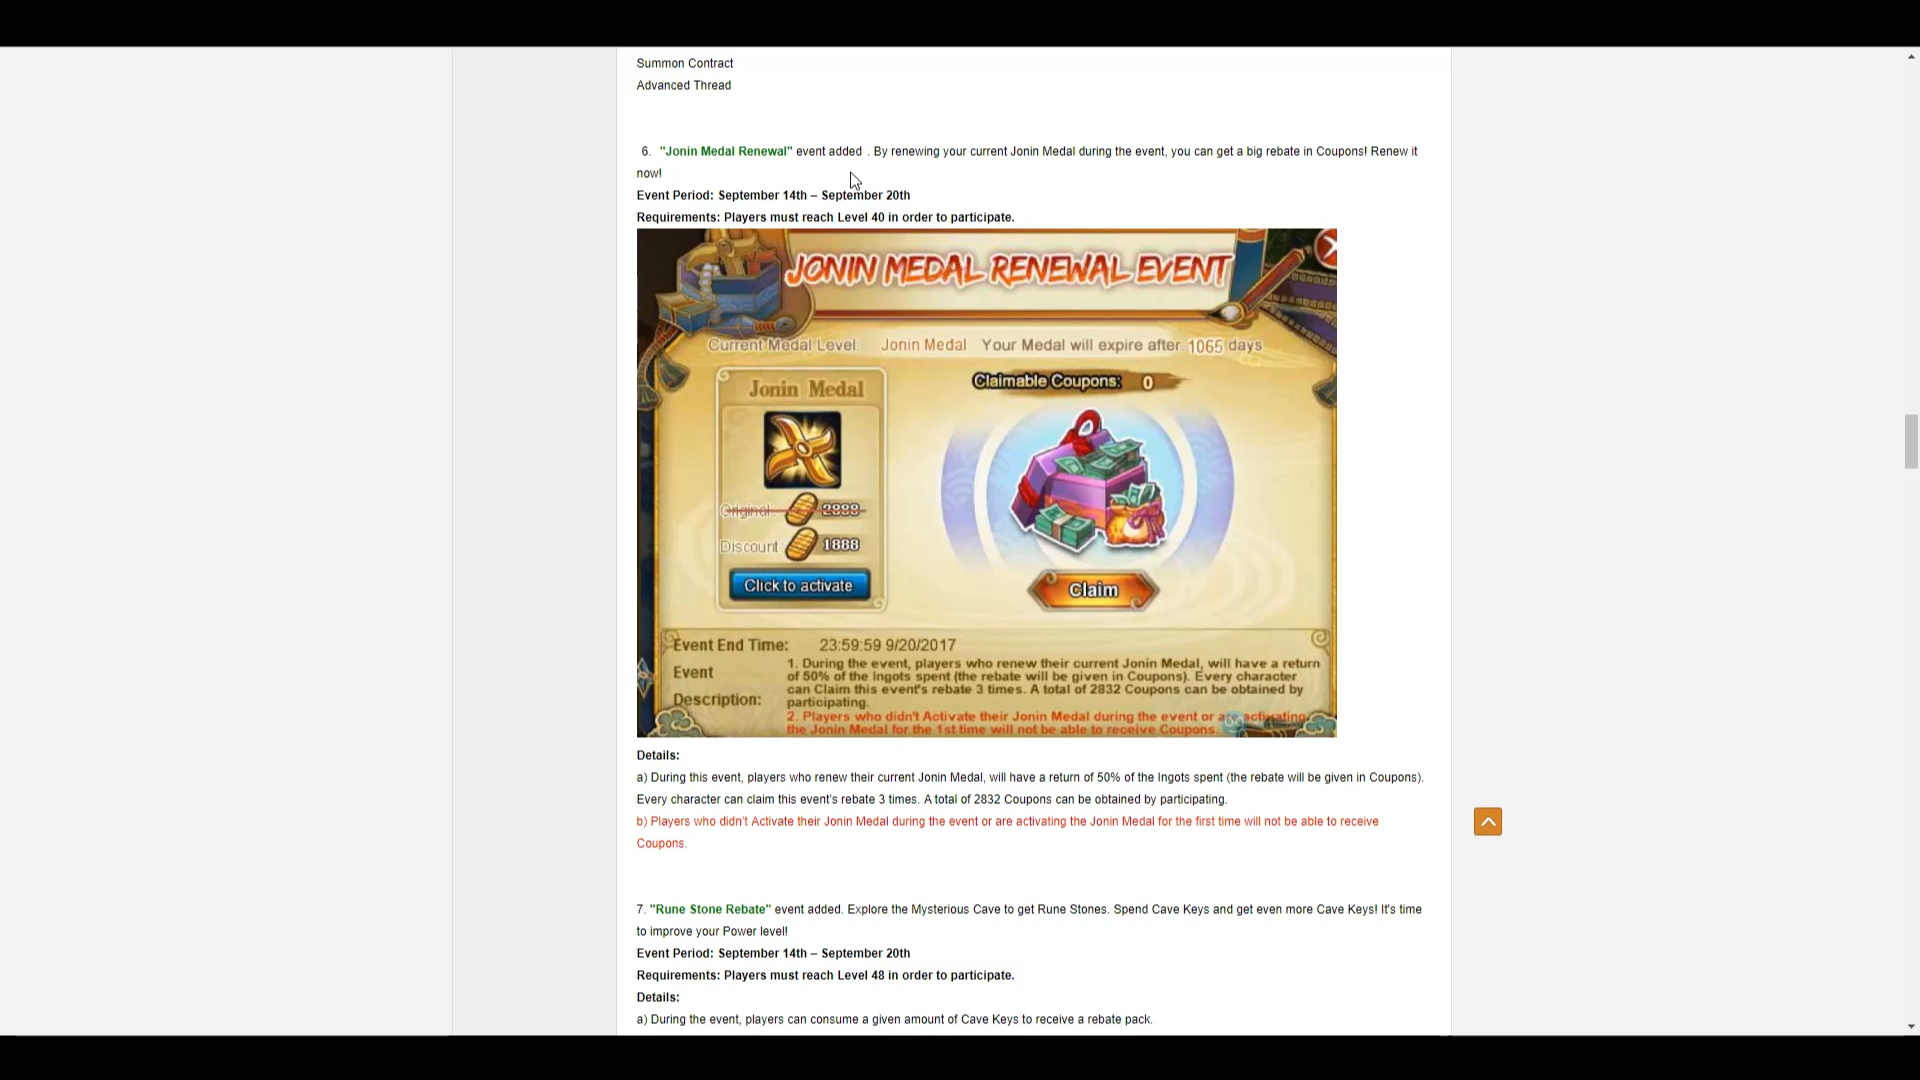 Summon Contract
Advanced Thread
6. "Jonin Medal Renewal" event added . By renewing your current Jonin Medal during the event, you can get a big rebate in Coupons! Renew it
now!
Event Period: September 14th – September 20th
Requirements: Players must reach Level 40 in order to participate.
JONIN MEDAL RENEWAL EVENT
Current Medal Level: Jonin Medal Your Medal will expire after 1065 days
Jonin Medal
Claimable Coupons: 0
Original: 2888
Discount: 1888
Click to activate
Claim
Event End Time: 23:59:59 9/20/2017
Event
Description:
1. During the event, players who renew their current Jonin Medal, will have a return
of 50% of the Ingots spent (the rebate will be given in Coupons). Every character
can Claim this event's rebate 3 times. A total of 2832 Coupons can be obtained by
participating.
2. Players who didn't Activate their Jonin Medal during the event or are activating
the Jonin Medal for the 1st time will not be able to receive Coupons.
Details:
a) During this event, players who renew their current Jonin Medal, will have a return of 50% of the Ingots spent (the rebate will be given in Coupons).
Every character can claim this event's rebate 3 times. A total of 2832 Coupons can be obtained by participating.
b) Players who didn't Activate their Jonin Medal during the event or are activating the Jonin Medal for the first time will not be able to receive
Coupons.
7. "Rune Stone Rebate" event added. Explore the Mysterious Cave to get Rune Stones. Spend Cave Keys and get even more Cave Keys! It's time
to improve your Power level!
Event Period: September 14th – September 20th
Requirements: Players must reach Level 48 in order to participate.
Details:
a) During the event, players can consume a given amount of Cave Keys to receive a rebate pack.